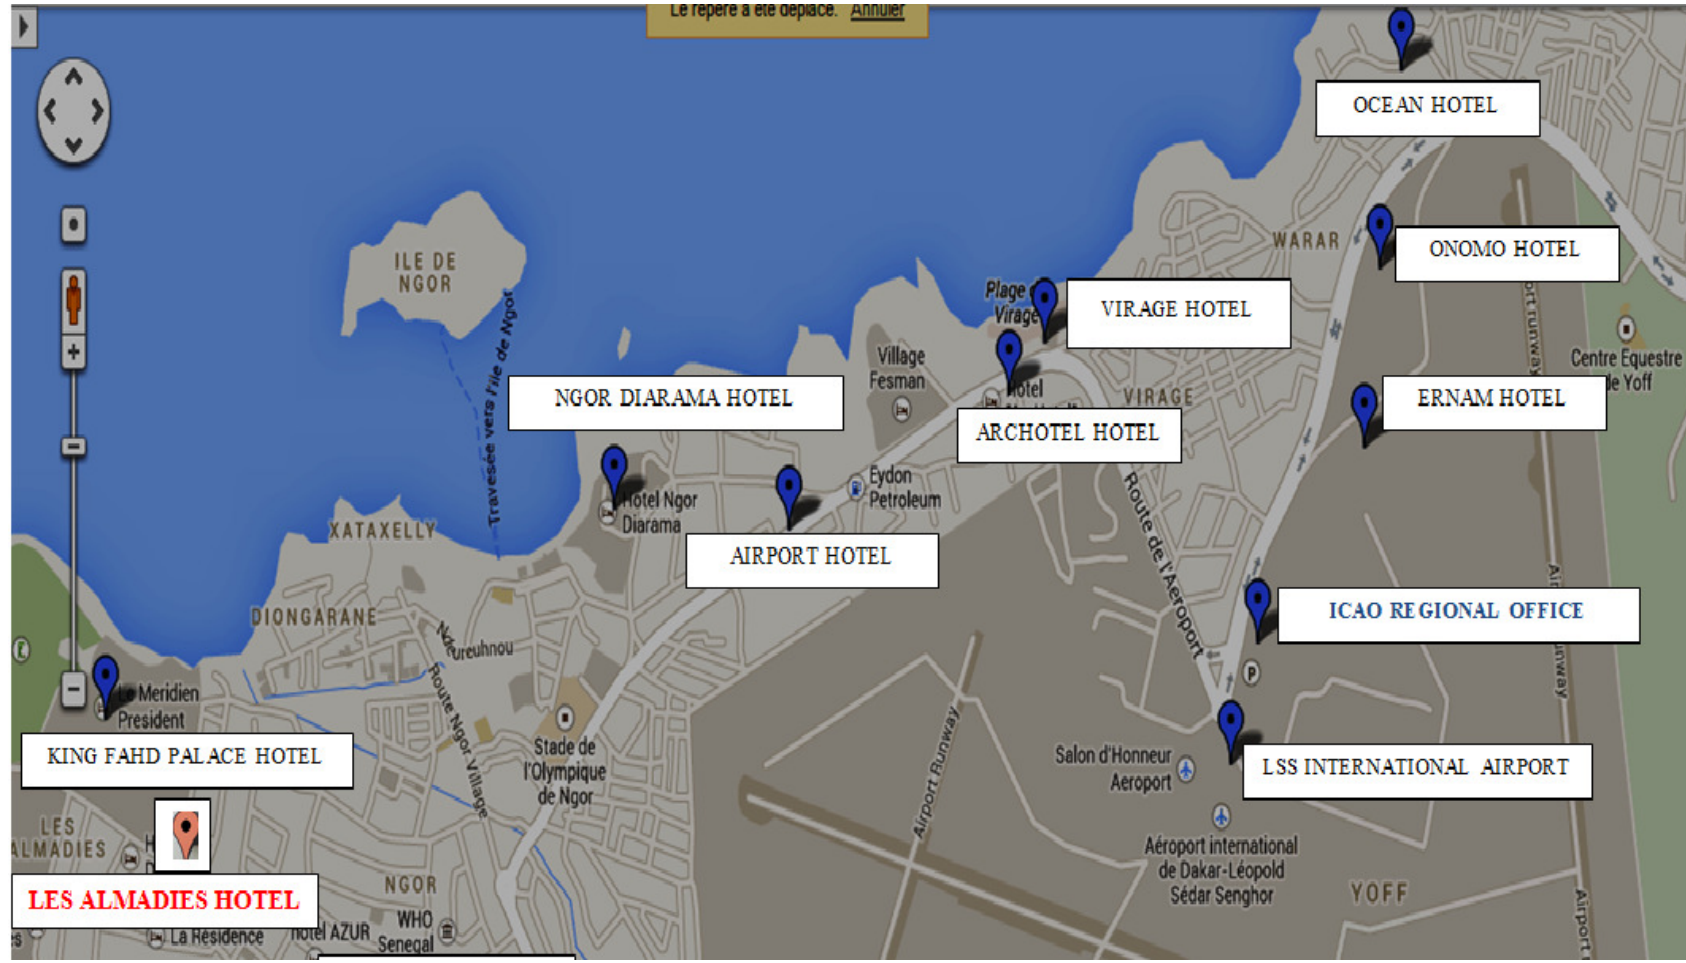 Le repère a été déplacé. Annuler
OCEAN HOTEL
ONOMO HOTEL
WARAR
ILE DE
NGOR
Travesée vers l'île de Ngor
Plage
Virage
VIRAGE HOTEL
Village
Fesman
Centre Equestre
de Yoff
Airport runway
NGOR DIARAMA HOTEL
Hotel
VIRAGE
ERNAM HOTEL
ARCHOTEL HOTEL
Eydon
Petroleum
Hotel Ngor
Diarama
XATAXELLY
AIRPORT HOTEL
Route de l'Aeroport
DIONGARANE
ICAO REGIONAL OFFICE
Route Ngor Village
P
Le Meridien
President
KING FAHD PALACE HOTEL
Stade de
l'Olympique
de Ngor
Airport Runway
Salon d'Honneur
Aeroport
LSS INTERNATIONAL AIRPORT
LES
ALMADIES
Aéroport international
de Dakar-Léopold
Sédar Senghor
LES ALMADIES HOTEL
NGOR
YOFF
Airport
La Résidence
hotel AZUR
WHO
Senegal